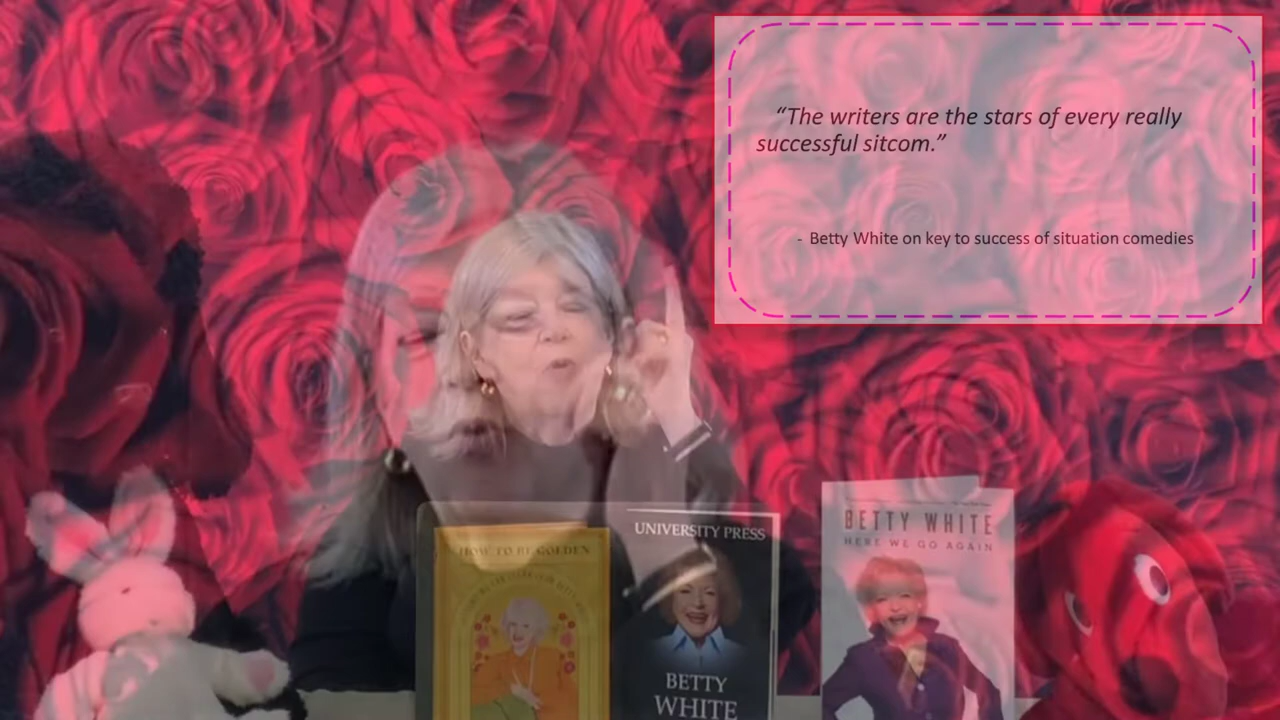 “The writers are the stars of every really
successful sitcom.”
- Betty White on key to success of situation comedies
HOW TO BE GOLDEN
UNIVERSITY PRESS
BETTY
WHITE
BETTY WHITE
HERE WE GO AGAIN